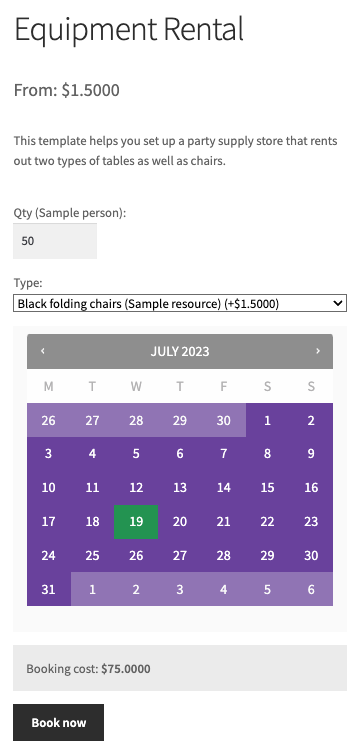 Equipment Rental
From: $1.5000
This template helps you set up a party supply store that rents
out two types of tables as well as chairs.
Qty (Sample person):
50
Type:
Black folding chairs (Sample resource) (+$1.5000)
‹ JULY 2023 ›
M T W T F S S
26 27 28 29 30 1 2
3 4 5 6 7 8 9
10 11 12 13 14 15 16
17 18 19 20 21 22 23
24 25 26 27 28 29 30
31 1 2 3 4 5 6
Booking cost: $75.0000
Book now